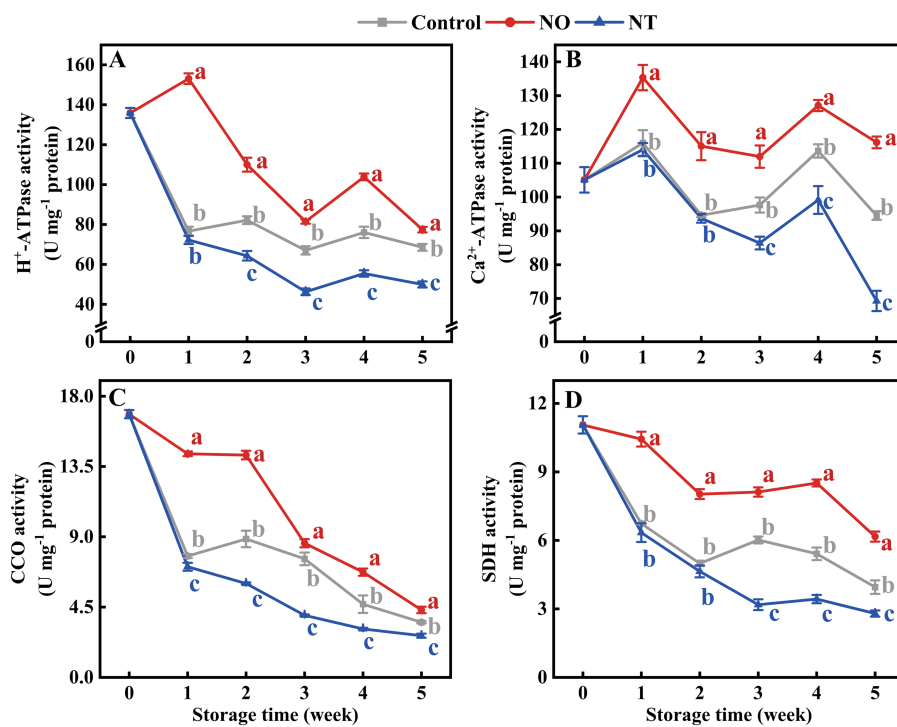 Control NO NT
A
160
140
120
100
80
60
40
0
H⁺-ATPase activity
(U mg⁻¹ protein)
a
a
a
a
a
b
b
b
b
b
b
c
c
c
c
0 1 2 3 4 5
B
140
130
120
110
100
90
80
70
0
Ca²⁺-ATPase activity
(U mg⁻¹ protein)
a
a
a
a
a
b
b
b
b
b
b
b
c
c
c
0 1 2 3 4 5
C
18.0
13.5
9.0
4.5
0.0
CCO activity
(U mg⁻¹ protein)
a
a
a
a
a
b
b
b
b
b
c
c
c
c
c
0 1 2 3 4 5
Storage time (week)
D
12
9
6
3
0
SDH activity
(U mg⁻¹ protein)
a
a
a
a
a
b
b
b
b
b
b
b
c
c
c
0 1 2 3 4 5
Storage time (week)